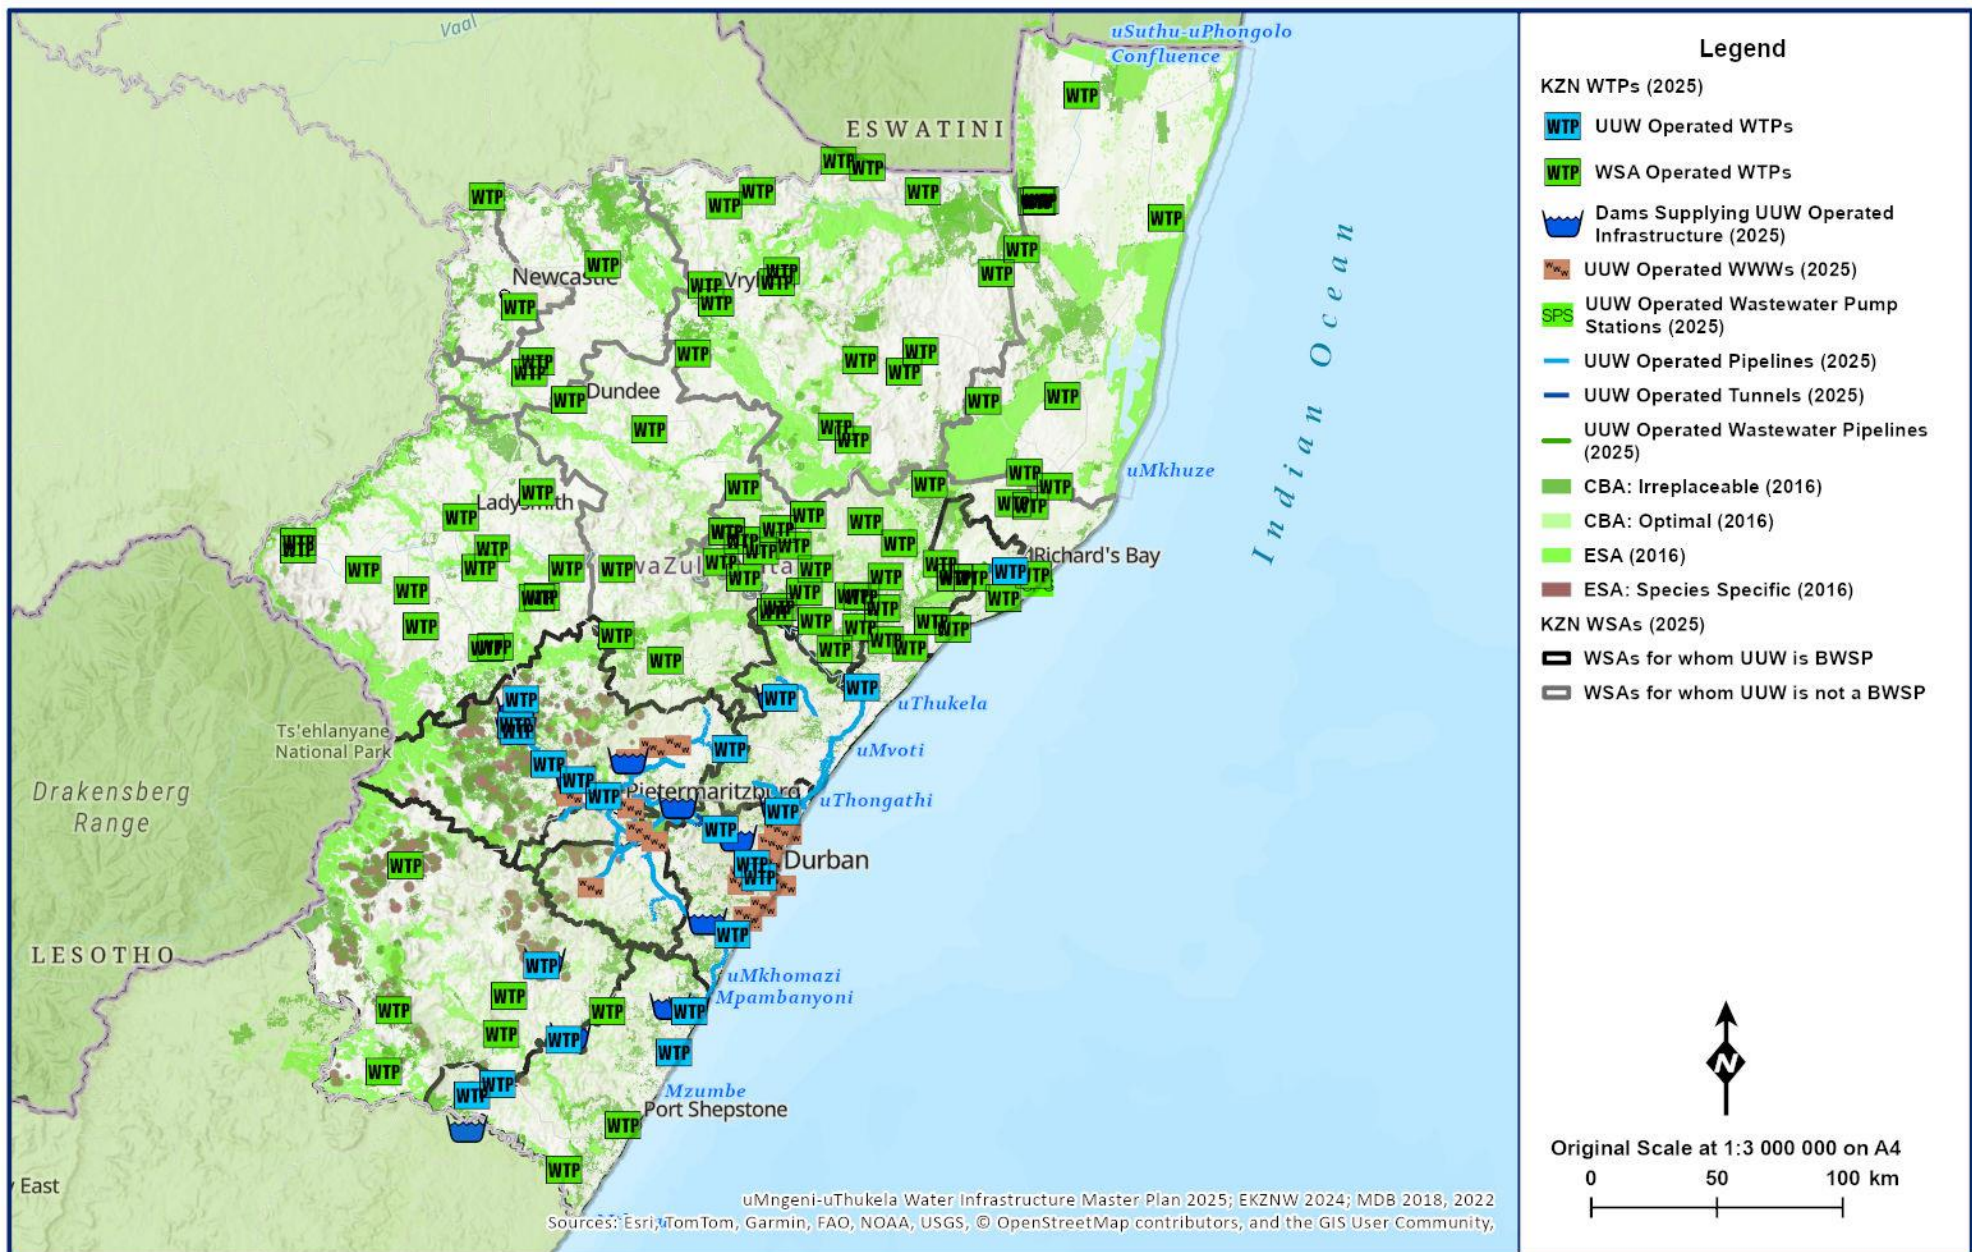 Vaal
uSuthu-uPhongolo
Confluence
ESWATINI
Newcastle
Dundee
uMkhuze
Ladysmith
Richard's Bay
Indian Ocean
Ts'ehlanyane
National Park
uThukela
uMvoti
Drakensberg
Range
Pietermaritzburg
uThongathi
Durban
LESOTHO
uMkhomazi
Mpambanyoni
Mzumbe
Port Shepstone
East
WTP
SPS
uMngeni-uThukela Water Infrastructure Master Plan 2025; EKZNW 2024; MDB 2018, 2022
Sources: Esri, TomTom, Garmin, FAO, NOAA, USGS, © OpenStreetMap contributors, and the GIS User Community,
Legend
KZN WTPs (2025)
WTP UUW Operated WTPs
WTP WSA Operated WTPs
Dams Supplying UUW Operated
Infrastructure (2025)
www UUW Operated WWWs (2025)
SPS UUW Operated Wastewater Pump
Stations (2025)
UUW Operated Pipelines (2025)
UUW Operated Tunnels (2025)
UUW Operated Wastewater Pipelines
(2025)
CBA: Irreplaceable (2016)
CBA: Optimal (2016)
ESA (2016)
ESA: Species Specific (2016)
KZN WSAs (2025)
WSAs for whom UUW is BWSP
WSAs for whom UUW is not a BWSP
N
Original Scale at 1:3 000 000 on A4
0 50 100 km